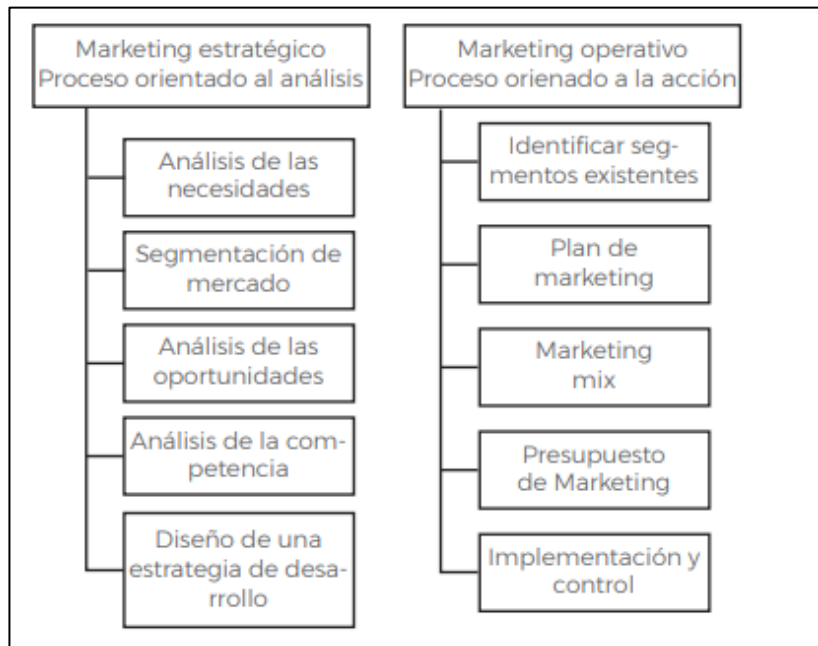 Marketing estratégico
Proceso orientado al análisis
Análisis de las
necesidades
Segmentación de
mercado
Análisis de las
oportunidades
Análisis de la com-
petencia
Diseño de una
estrategia de desa-
rrollo
Marketing operativo
Proceso orienado a la acción
Identificar seg-
mentos existentes
Plan de
marketing
Marketing
mix
Presupuesto
de Marketing
Implementación y
control